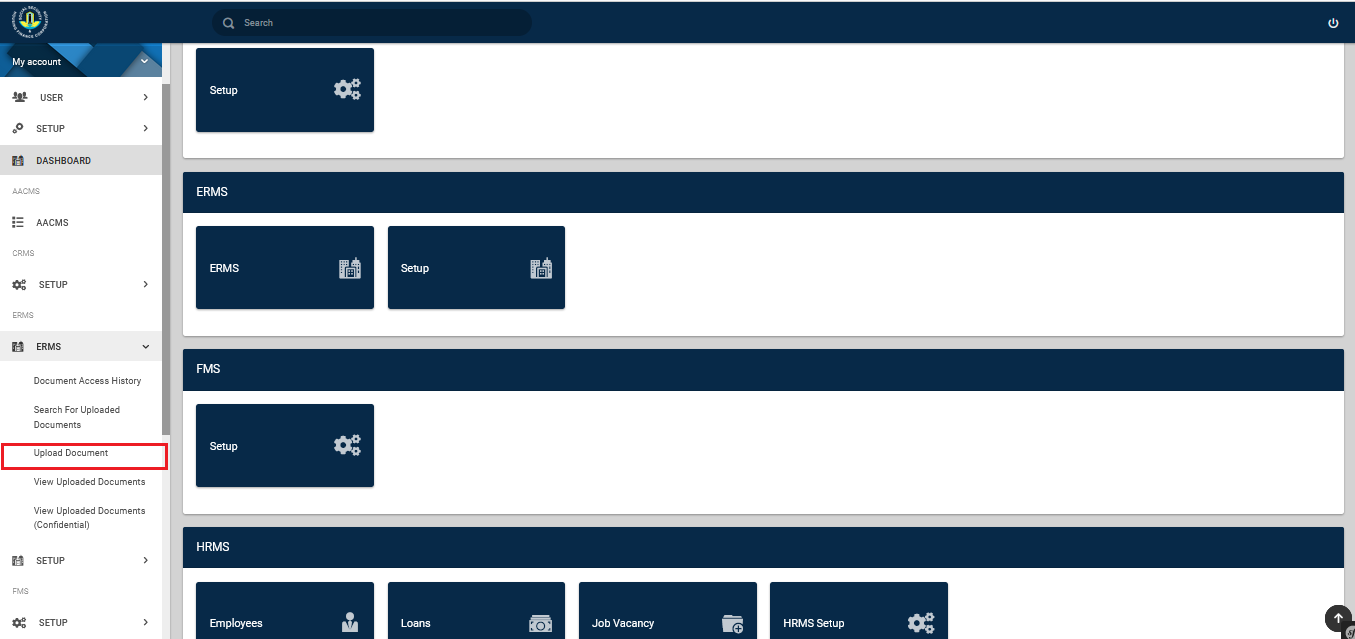 Search
My account
USER
SETUP
DASHBOARD
AACMS
AACMS
CRMS
SETUP
ERMS
ERMS
Document Access History
Search For Uploaded
Documents
Upload Document
View Uploaded Documents
View Uploaded Documents
(Confidential)
SETUP
FMS
SETUP
Setup
ERMS
ERMS
Setup
FMS
Setup
HRMS
Employees
Loans
Job Vacancy
HRMS Setup